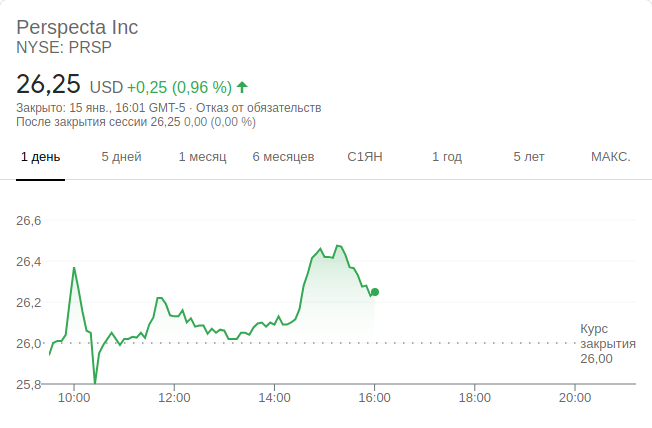 Perspecta Inc
NYSE: PRSP
26,25 USD +0,25 (0,96 %)
Закрыто: 15 янв., 16:01 GMT-5 · Отказ от обязательств
После закрытия сессии 26,25 0,00 (0,00 %)
1 день 5 дней 1 месяц 6 месяцев С1ЯН 1 год 5 лет МАКС.
26,6
26,4
26,2
26,0
25,8
Курс
закрытия
26,00
10:00 12:00 14:00 16:00 18:00 20:00